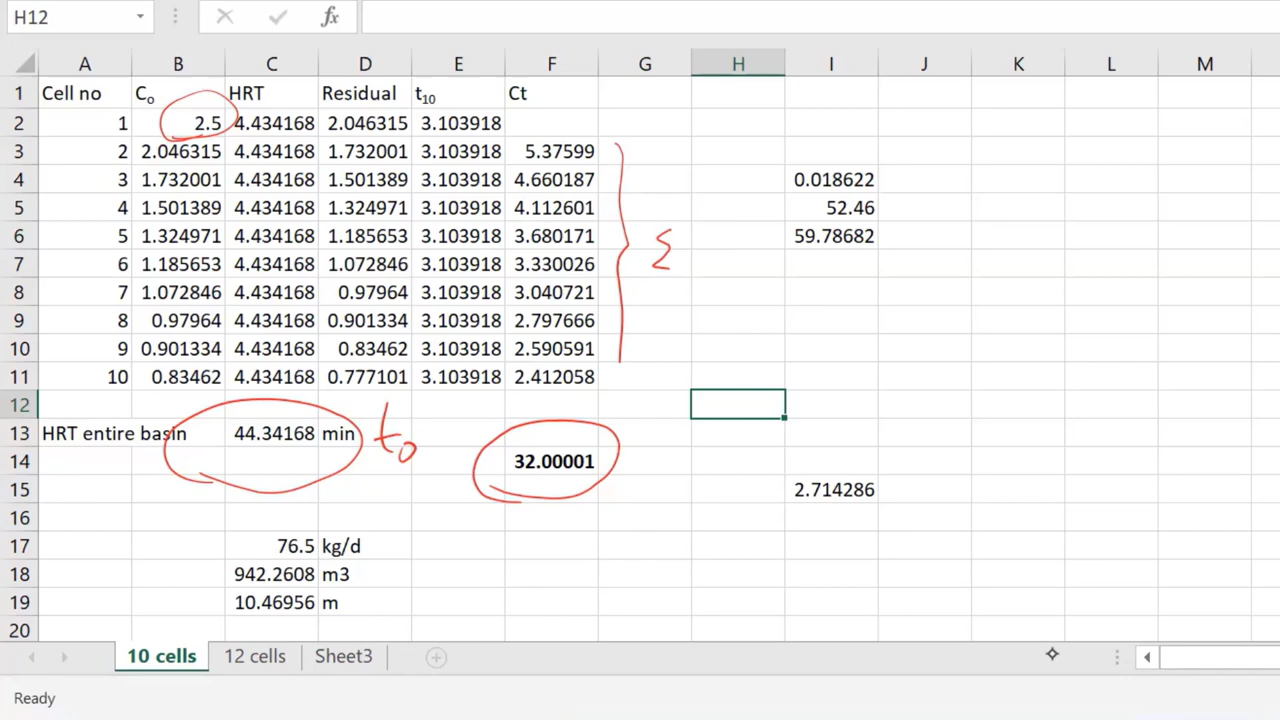 H12
fx
A B C D E F G H I J K L M
1 Cell no Co HRT Residual t10 Ct
2 1 2.5 4.434168 2.046315 3.103918
3 2 2.046315 4.434168 1.732001 3.103918 5.37599
4 3 1.732001 4.434168 1.501389 3.103918 4.660187 0.018622
5 4 1.501389 4.434168 1.324971 3.103918 4.112601 52.46
6 5 1.324971 4.434168 1.185653 3.103918 3.680171 Σ 59.78682
7 6 1.185653 4.434168 1.072846 3.103918 3.330026
8 7 1.072846 4.434168 0.97964 3.103918 3.040721
9 8 0.97964 4.434168 0.901334 3.103918 2.797666
10 9 0.901334 4.434168 0.83462 3.103918 2.590591
11 10 0.83462 4.434168 0.777101 3.103918 2.412058
12
13 HRT entire basin 44.34168 min to
14 32.00001
15 2.714286
16
17 76.5 kg/d
18 942.2608 m3
19 10.46956 m
20
10 cells 12 cells Sheet3
Ready